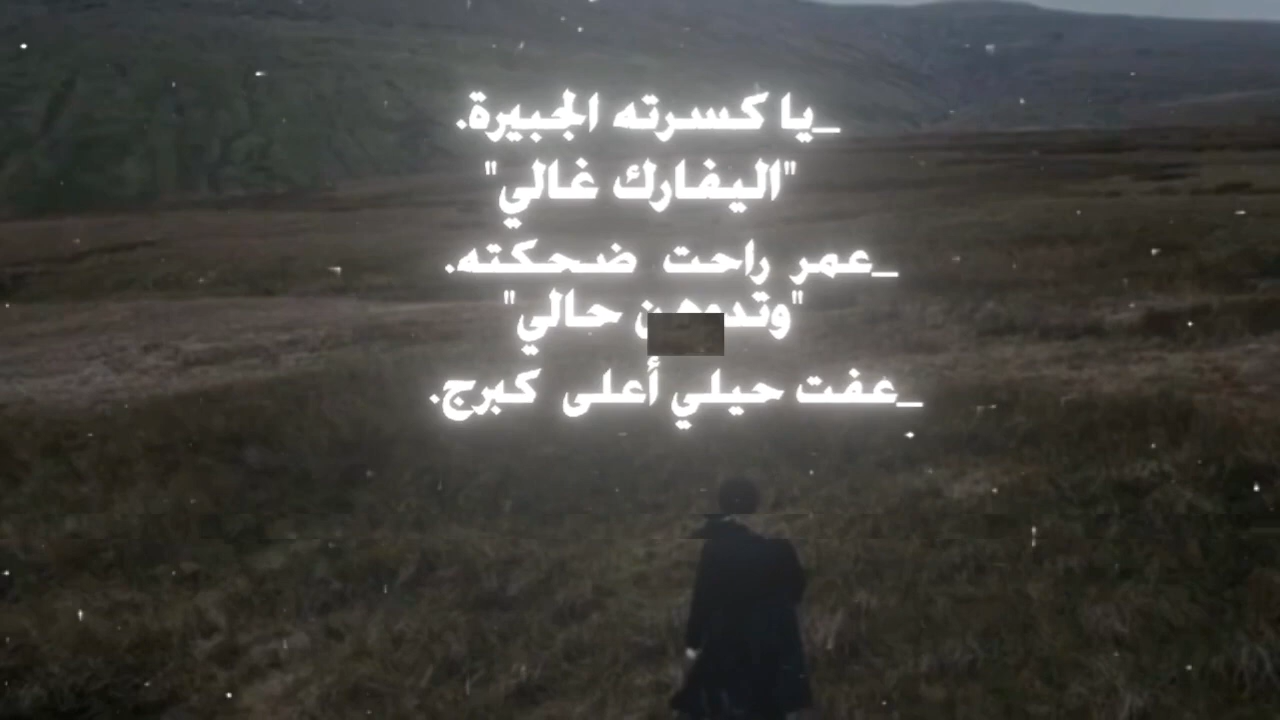 _يا كسرته الجبيرة.
"اليفارك غالي"
_عمر راحت ضحكته.
حالي"
_عفت حيلي أعلى كبرج.